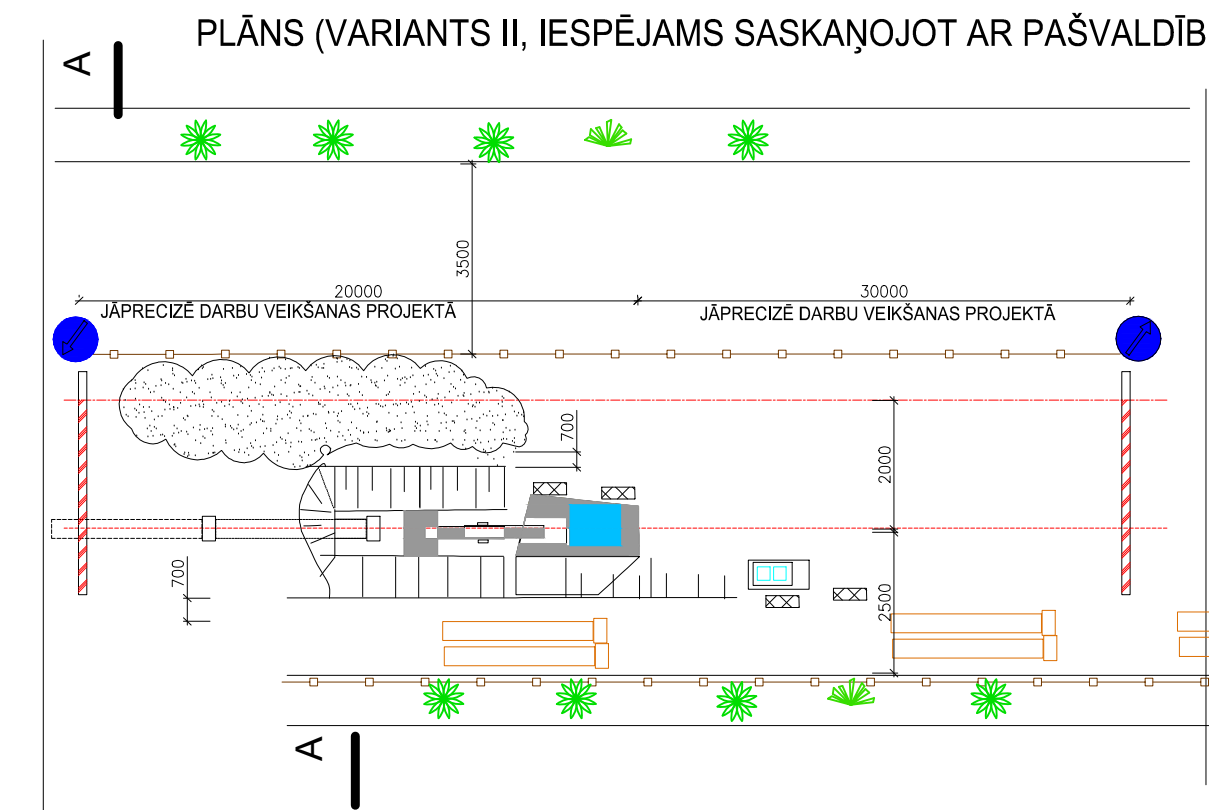 PLĀNS (VARIANTS II, IESPĒJAMS SASKAŅOJOT AR PAŠVALDĪB
A
3500
20000
30000
JĀPRECIZĒ DARBU VEIKŠANAS PROJEKTĀ
JĀPRECIZĒ DARBU VEIKŠANAS PROJEKTĀ
700
2000
700
2500
A